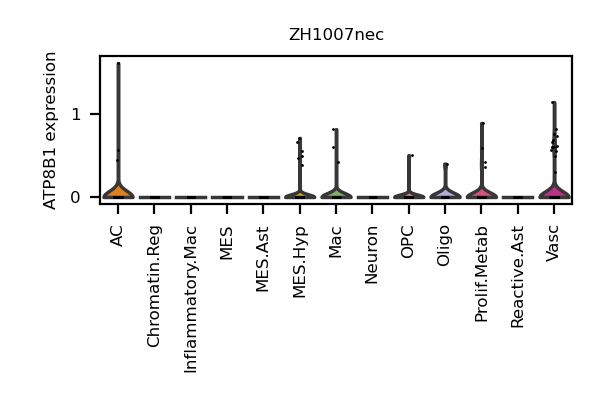 ZH1007nec
ATP8B1 expression
1
0
AC
Chromatin.Reg
Inflammatory.Mac
MES
MES.Ast
MES.Hyp
Mac
Neuron
OPC
Oligo
Prolif.Metab
Reactive.Ast
Vasc